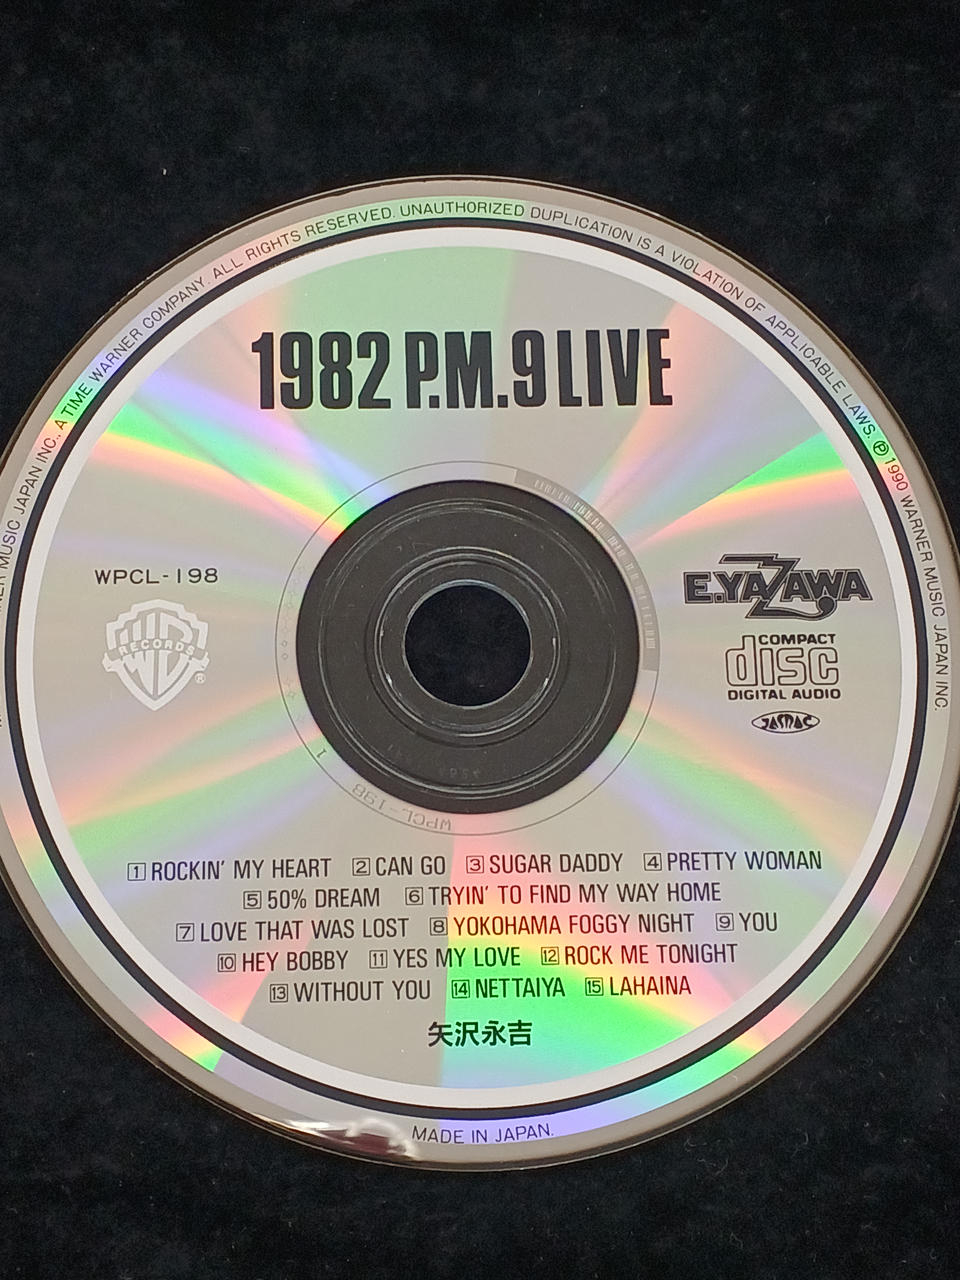 MUSIC JAPAN INC., A TIME WARNER COMPANY. ALL RIGHTS RESERVED. UNAUTHORIZED DUPLICATION IS A VIOLATION OF APPLICABLE LAWS. Ⓟ 1990 WARNER MUSIC JAPAN INC.
1982 P.M.9 LIVE
WPCL-198
RECORDS
®
E.YAZAWA
COMPACT
disc
DIGITAL AUDIO
JASRAC
1
WPCL-198
1 ROCKIN' MY HEART 2 CAN GO 3 SUGAR DADDY 4 PRETTY WOMAN
5 50% DREAM 6 TRYIN' TO FIND MY WAY HOME
7 LOVE THAT WAS LOST 8 YOKOHAMA FOGGY NIGHT 9 YOU
10 HEY BOBBY 11 YES MY LOVE 12 ROCK ME TONIGHT
13 WITHOUT YOU 14 NETTAIYA 15 LAHAINA
矢沢永吉
MADE IN JAPAN.